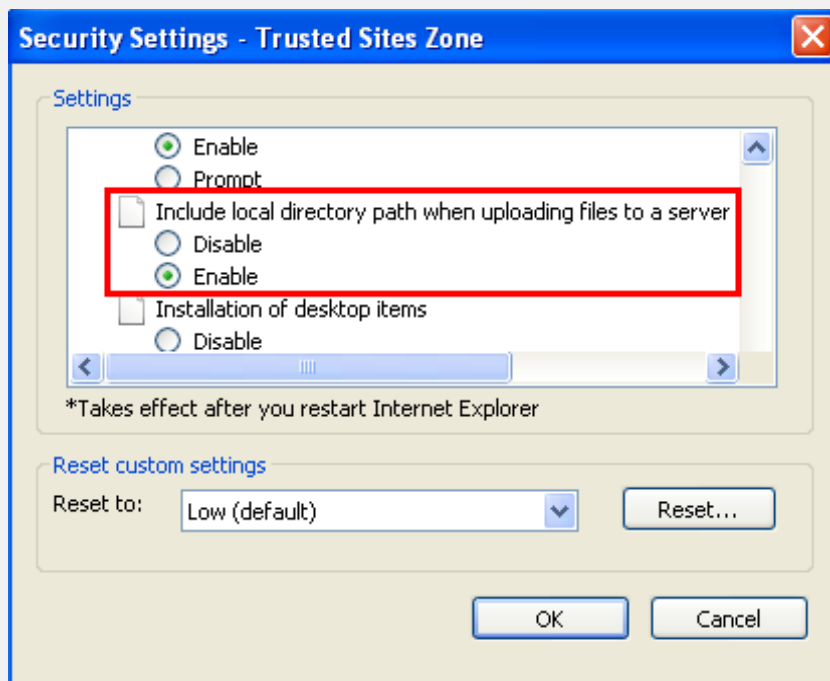 Security Settings - Trusted Sites Zone
Settings
Enable
Prompt
Include local directory path when uploading files to a server
Disable
Enable
Installation of desktop items
Disable
*Takes effect after you restart Internet Explorer
Reset custom settings
Reset to: Low (default) Reset...
OK Cancel